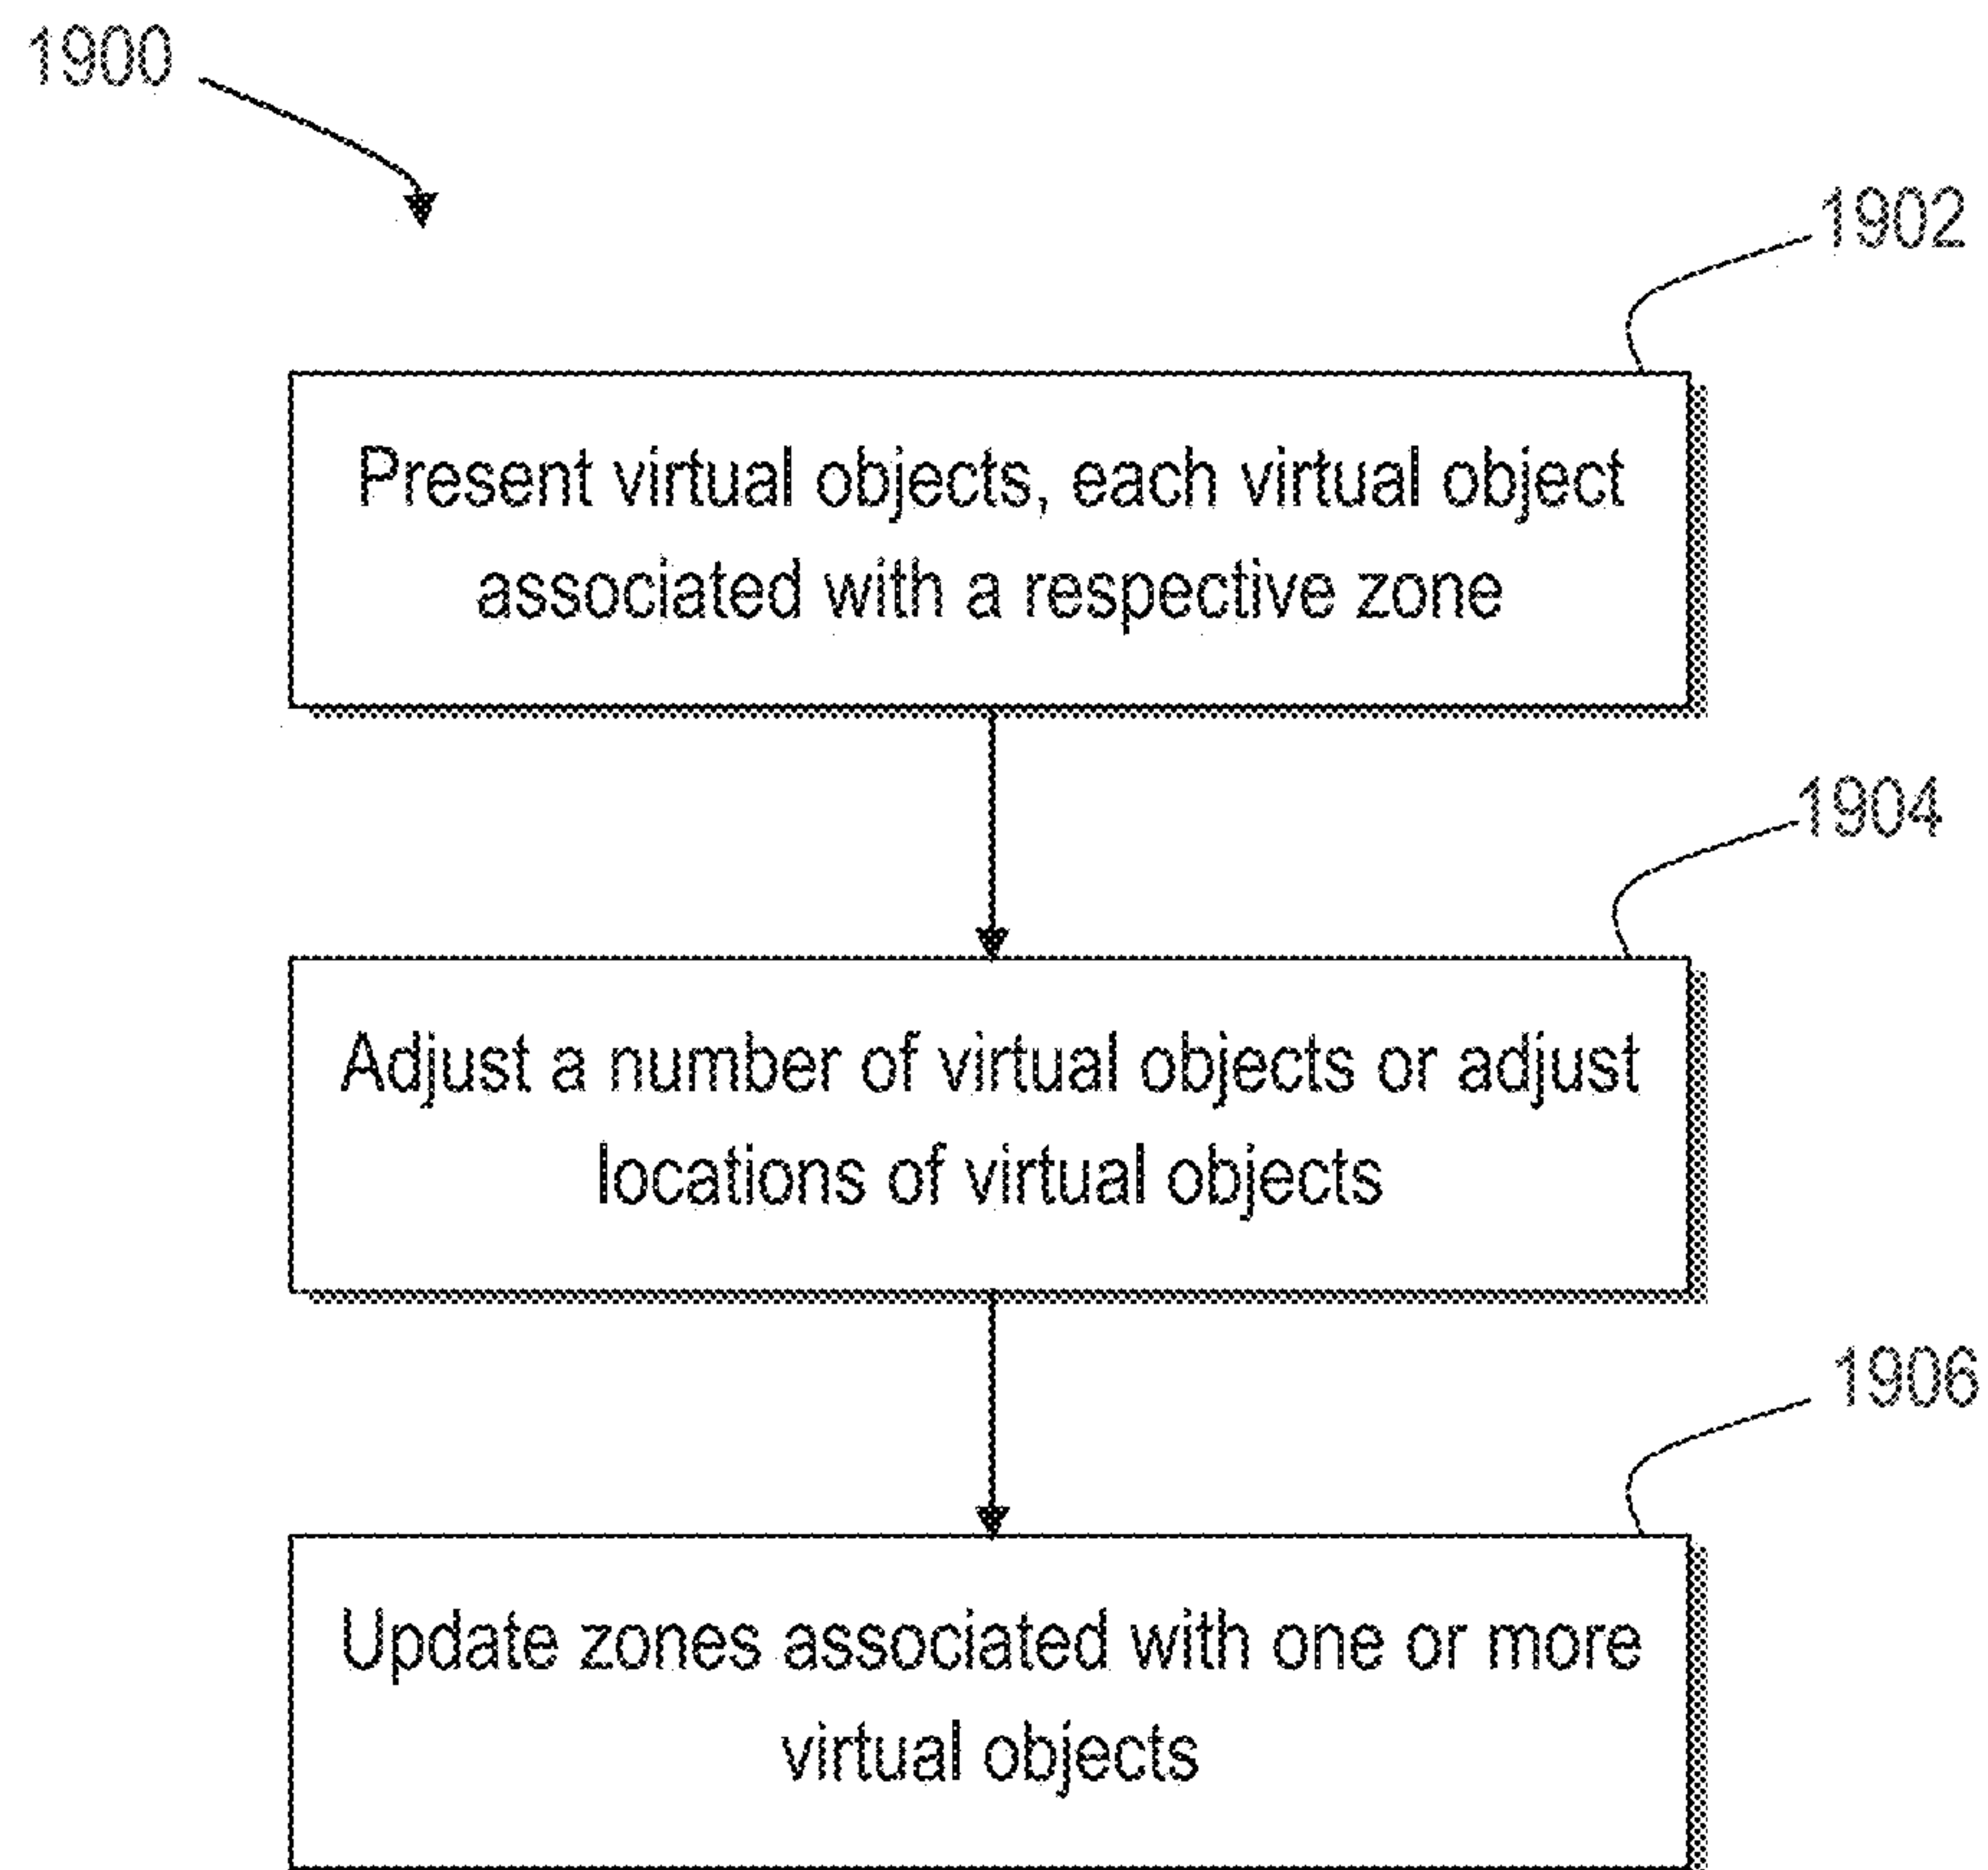 1900
1902
Present virtual objects, each virtual object
associated with a respective zone
1904
Adjust a number of virtual objects or adjust
locations of virtual objects
1906
Update zones associated with one or more
virtual objects